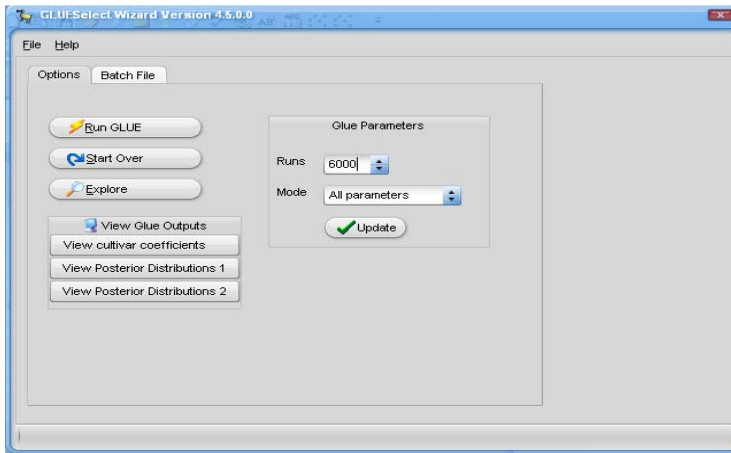 GLUESelect Wizard Version 4.5.0.0
File Help
Options Batch File
Run GLUE
Start Over
Explore
View Glue Outputs
View cultivar coefficients
View Posterior Distributions 1
View Posterior Distributions 2
Glue Parameters
Runs 6000
Mode All parameters
Update